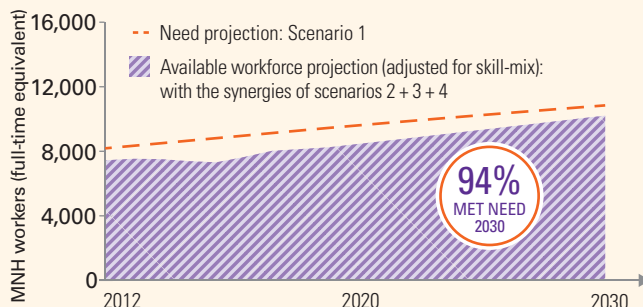 MNH workers (full-time equivalent)
16,000
12,000
8,000
4,000
0
Need projection: Scenario 1
Available workforce projection (adjusted for skill-mix):
with the synergies of scenarios 2 + 3 + 4
94%
MET NEED
2030
2012
2020
2030